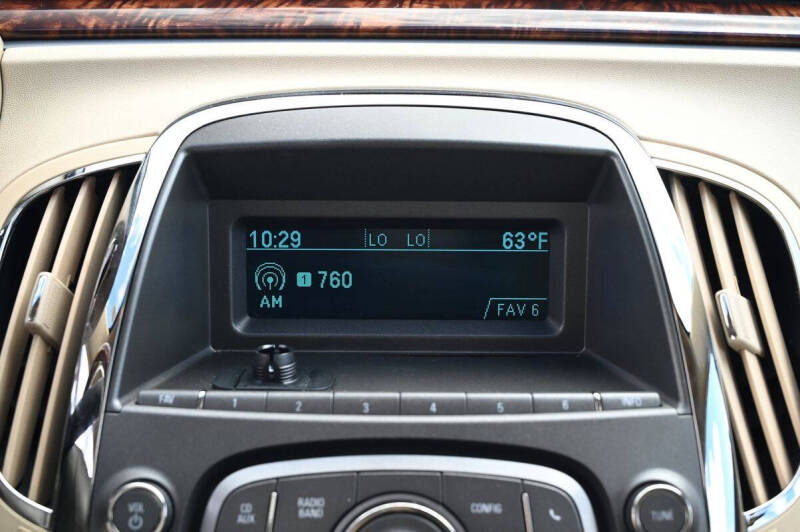 10:29 LO LO 63°F
1 760
AM
FAV 6
FAV 1 2 3 4 5 6 INFO
CD AUX RADIO BAND CONFIG
VOL TUNE